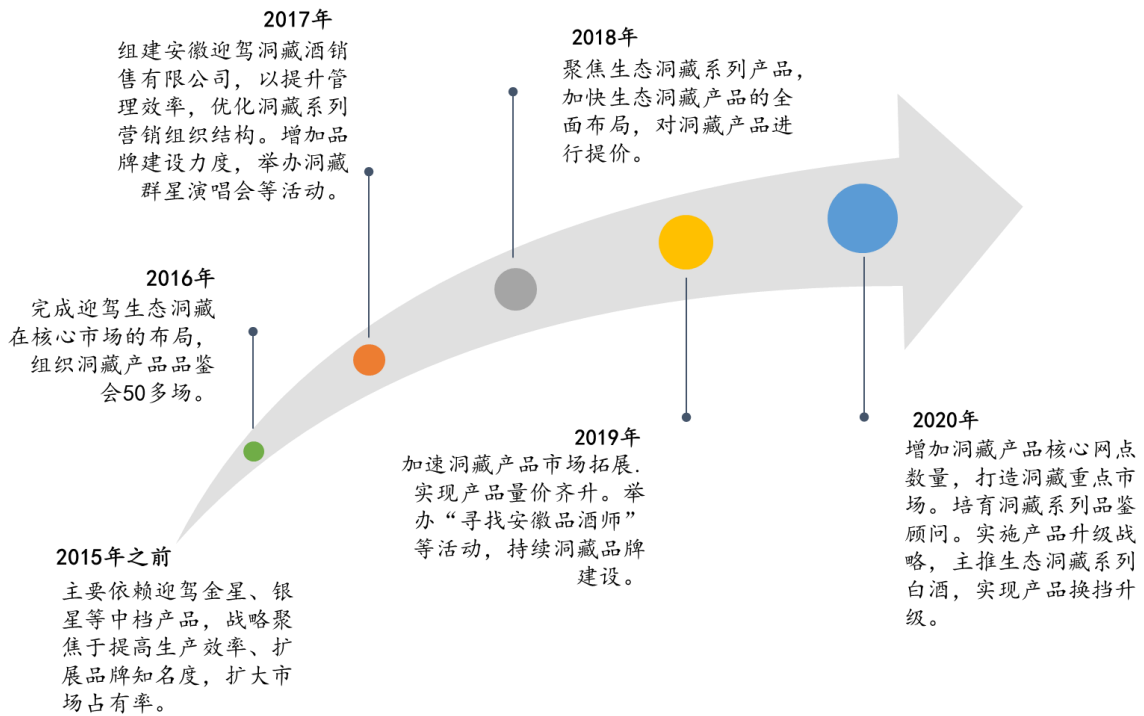 2017年
组建安徽迎驾洞藏酒销
售有限公司，以提升管
理效率，优化洞藏系列
营销组织结构。增加品
牌建设力度，举办洞藏
群星演唱会等活动。
2018年
聚焦生态洞藏系列产品，
加快生态洞藏产品的全
面布局，对洞藏产品进
行提价。
2016年
完成迎驾生态洞藏
在核心市场的布局，
组织洞藏产品品鉴
会50多场。
2015年之前
主要依赖迎驾金星、银
星等中档产品，战略聚
焦于提高生产效率、扩
展品牌知名度，扩大市
场占有率。
2019年
加速洞藏产品市场拓展.
实现产品量价齐升。举
办“寻找安徽品酒师”
等活动，持续洞藏品牌
建设。
2020年
增加洞藏产品核心网点
数量，打造洞藏重点市
场。培育洞藏系列品鉴
顾问。实施产品升级战
略，主推生态洞藏系列
白酒，实现产品换挡升
级。